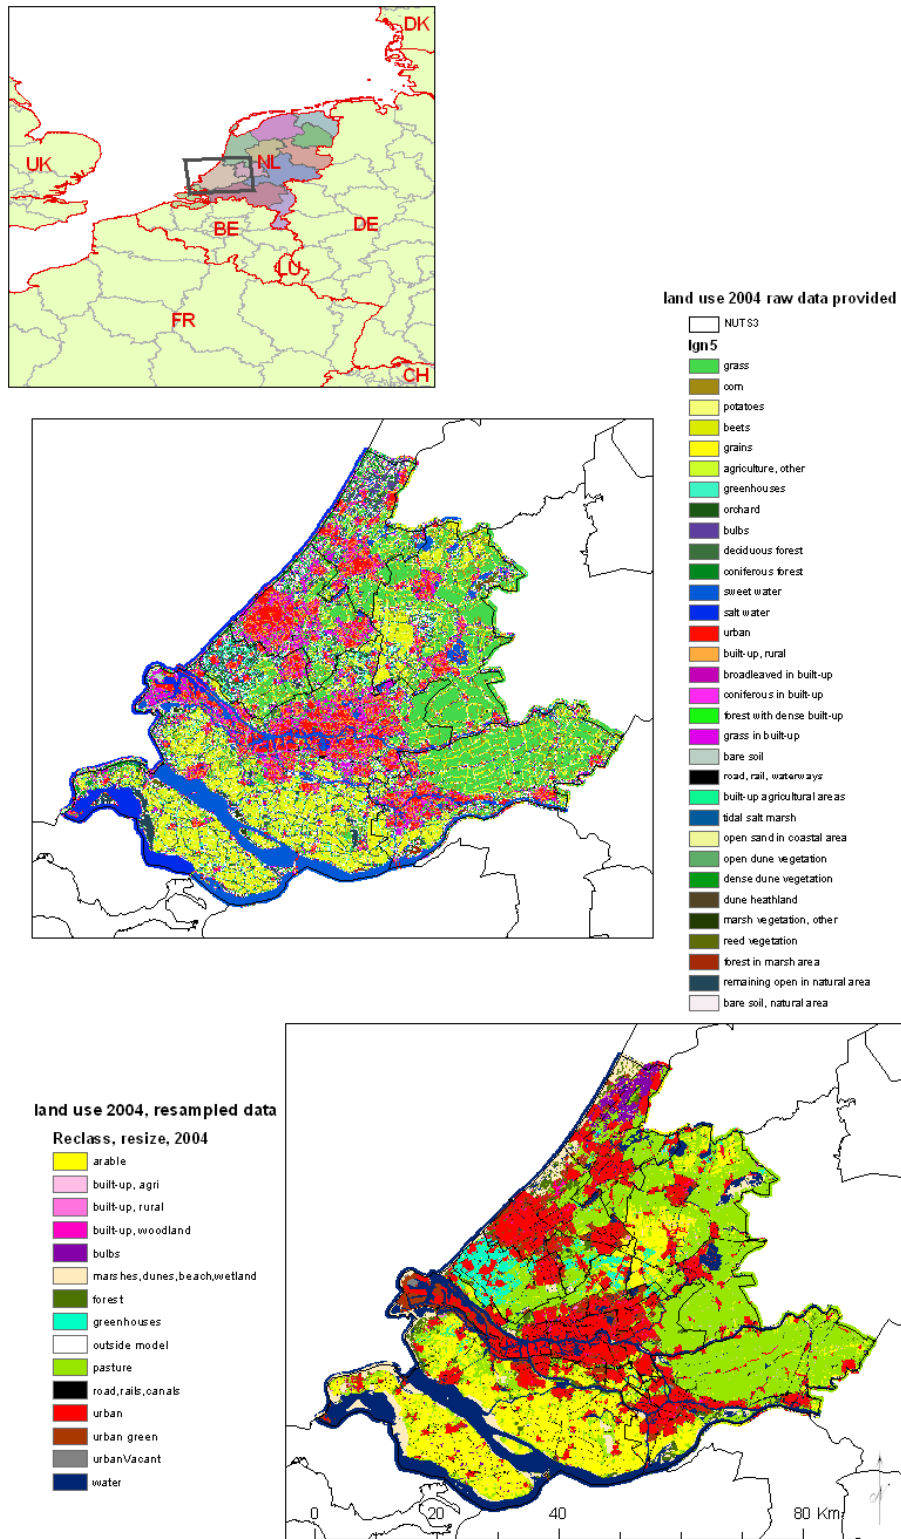 DK
UK
NL
BE
DE
LU
FR
CH
land use 2004 raw data provided
NUTS3
lgn5
grass
corn
potatoes
beets
grains
agriculture, other
greenhouses
orchard
bulbs
deciduous forest
coniferous forest
sweet water
salt water
urban
built-up, rural
broadleaved in built-up
coniferous in built-up
forest with dense built-up
grass in built-up
bare soil
road, rail, waterways
built-up agricultural areas
tidal salt marsh
open sand in coastal area
open dune vegetation
dense dune vegetation
dune heathland
marsh vegetation, other
reed vegetation
forest in marsh area
remaining open in natural area
bare soil, natural area
land use 2004, resampled data
Reclass, resize, 2004
arable
built-up, agri
built-up, rural
built-up, woodland
bulbs
marshes,dunes,beach,wetland
forest
greenhouses
outside model
pasture
road,rails,canals
urban
urban green
urbanVacant
water
0 20 40 80 Km